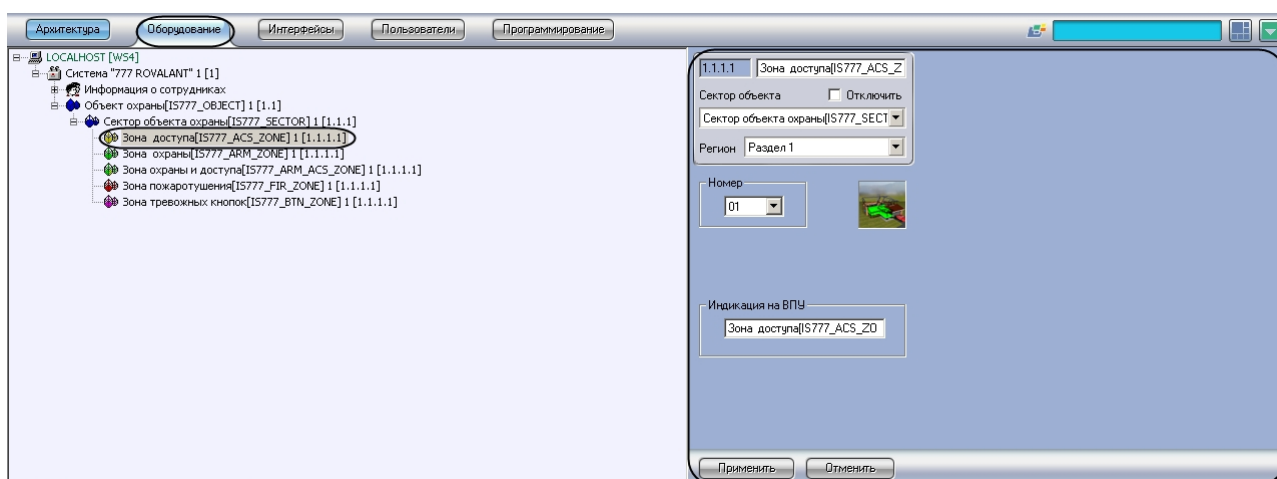 Архитектура Оборудование Интерфейсы Пользователи Программирование
LOCALHOST [WS4]
Система "777 ROVALANT" 1 [1]
Информация о сотрудниках
Объект охраны[IS777_OBJECT] 1 [1.1]
Сектор объекта охраны[IS777_SECTOR] 1 [1.1.1]
Зона доступа[IS777_ACS_ZONE] 1 [1.1.1.1]
Зона охраны[IS777_ARM_ZONE] 1 [1.1.1.1]
Зона охраны и доступа[IS777_ARM_ACS_ZONE] 1 [1.1.1.1]
Зона пожаротушения[IS777_FIR_ZONE] 1 [1.1.1.1]
Зона тревожных кнопок[IS777_BTN_ZONE] 1 [1.1.1.1]
1.1.1.1 Зона доступа[IS777_ACS_Z
Сектор объекта Отключить
Сектор объекта охраны[IS777_SECT
Регион Раздел 1
Номер
01
Индикация на ВПУ
Зона доступа[IS777_ACS_ZO
Применить Отменить